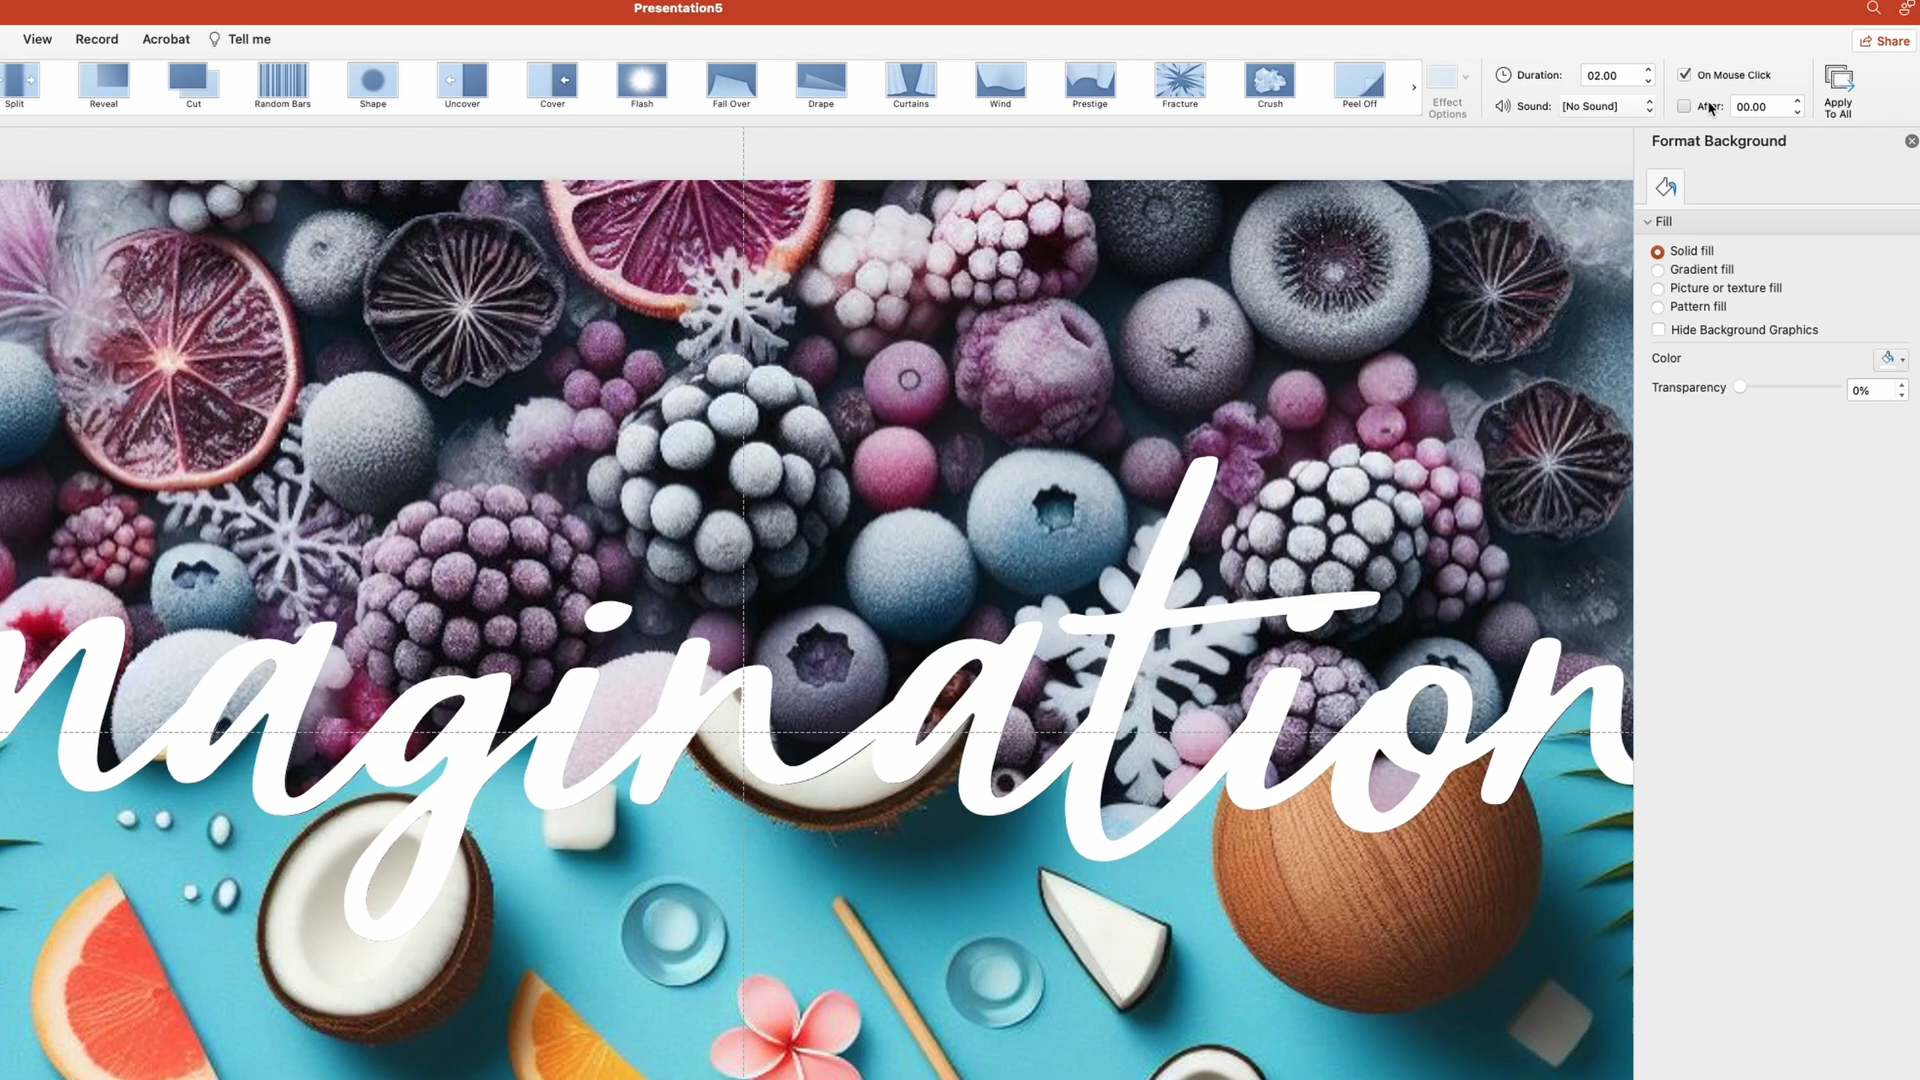 Presentation5
View Record Acrobat Tell me
Share
Split Reveal Cut Random Bars Shape Uncover Cover Flash Fall Over Drape Curtains Wind Prestige Fracture Crush Peel Off
Effect Options
Duration: 02.00
Sound: [No Sound]
On Mouse Click
After: 00.00
Apply To All
Format Background
Fill
Solid fill
Gradient fill
Picture or texture fill
Pattern fill
Hide Background Graphics
Color
Transparency 0%
magination